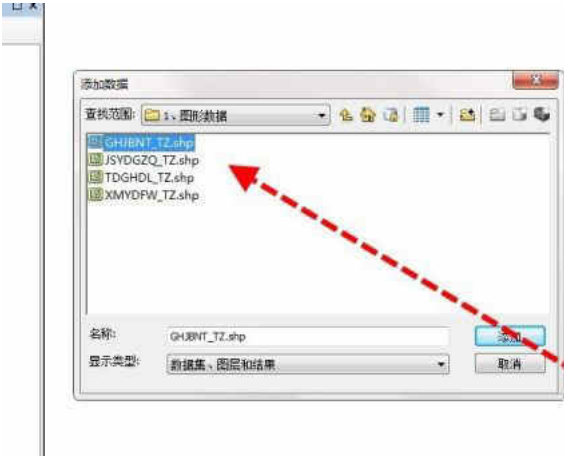 添加数据
查找范围: 1、图形数据
GHJBNT_TZ.shp
JSYDGZQ_TZ.shp
TDGHDL_TZ.shp
XMYDFW_TZ.shp
名称: GHJBNT_TZ.shp 添加
显示类型: 数据集、图层和结果 取消